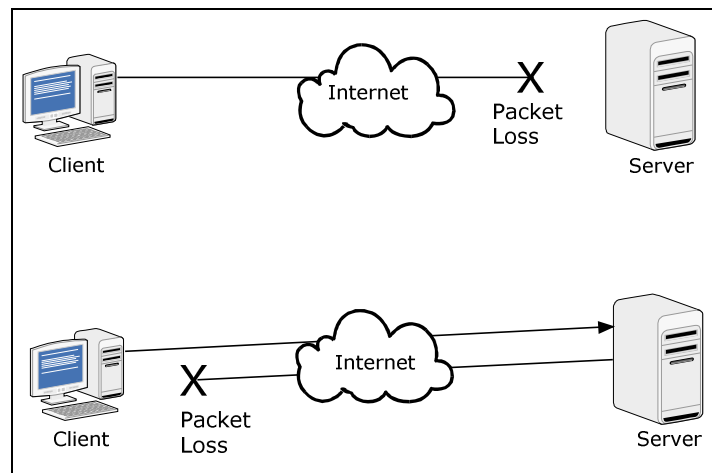 Internet
Packet
Loss
Client
Server
Internet
Packet
Loss
Client
Server